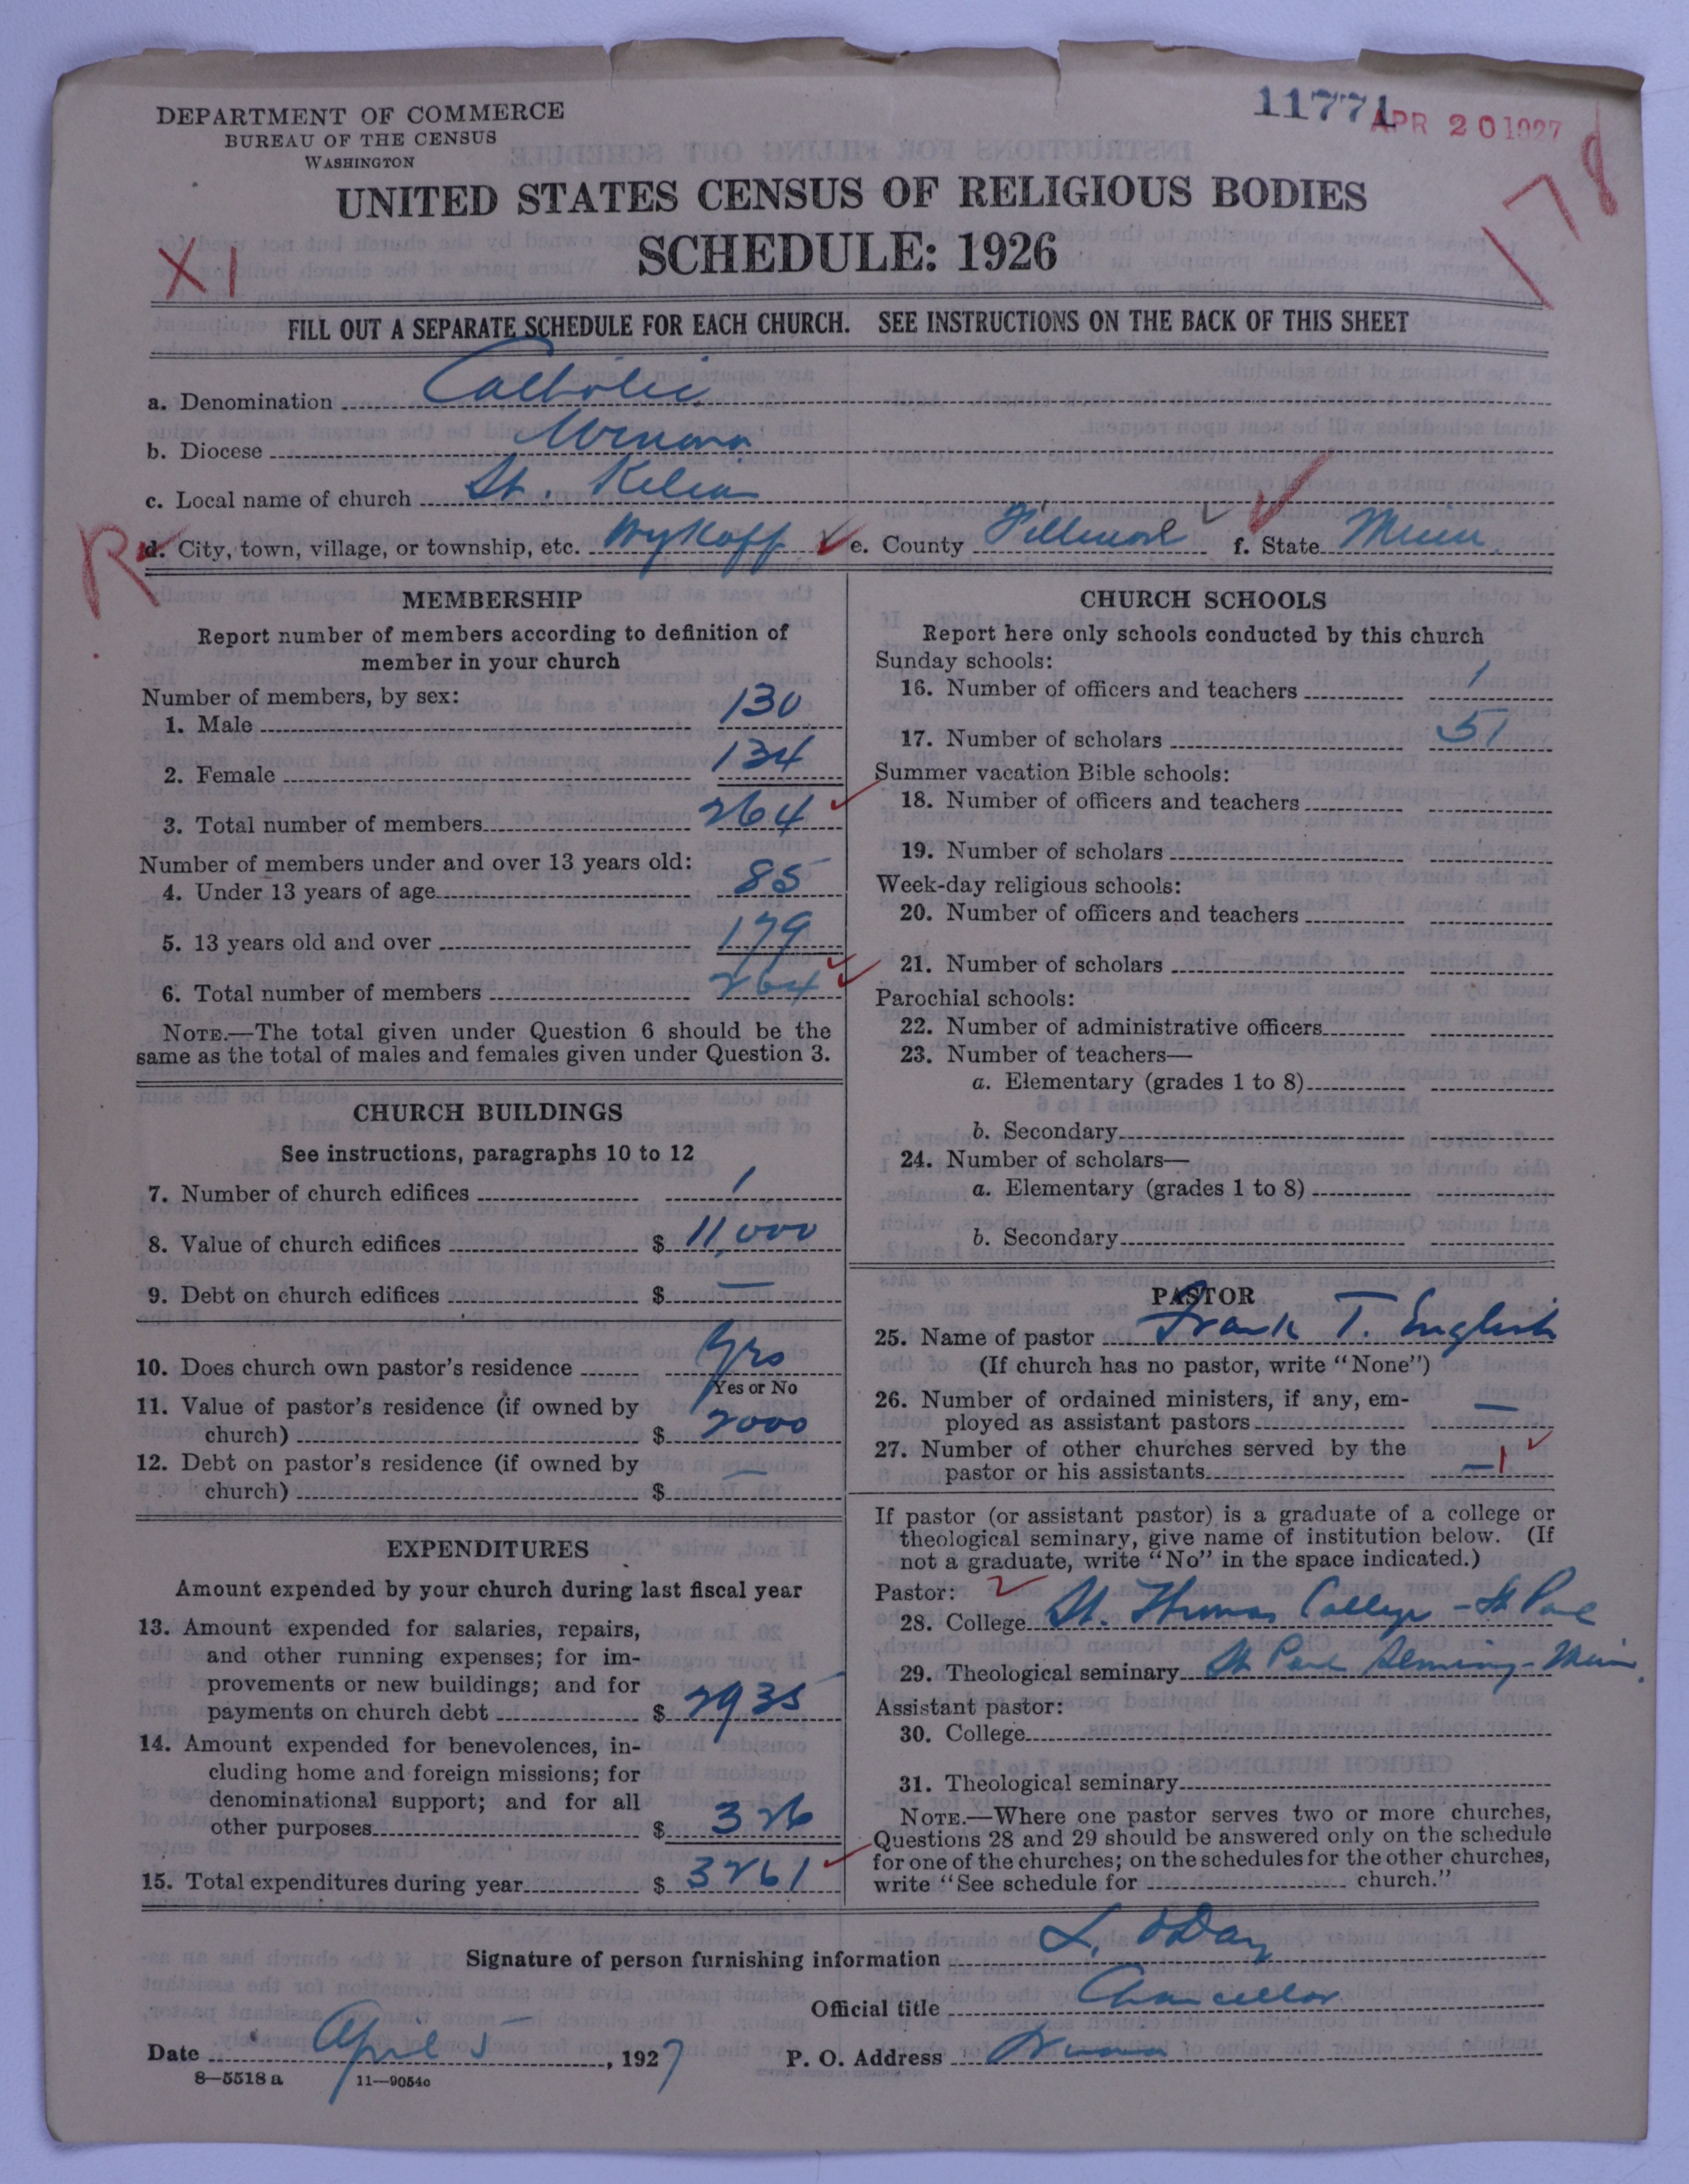 DEPARTMENT OF COMMERCE
BUREAU OF THE CENSUS
WASHINGTON
11771
APR 20 1927
178
UNITED STATES CENSUS OF RELIGIOUS BODIES
SCHEDULE: 1926
XI
FILL OUT A SEPARATE SCHEDULE FOR EACH CHURCH. SEE INSTRUCTIONS ON THE BACK OF THIS SHEET
a. Denomination Catholic
b. Diocese Winona
c. Local name of church St. Kilian
R d. City, town, village, or township, etc. Wykoff e. County Fillmore f. State Minn.
MEMBERSHIP
Report number of members according to definition of
member in your church
Number of members, by sex:
1. Male 130
2. Female 134
3. Total number of members 264
Number of members under and over 13 years old:
4. Under 13 years of age 85
5. 13 years old and over 179
6. Total number of members 264
NOTE.—The total given under Question 6 should be the
same as the total of males and females given under Question 3.
CHURCH BUILDINGS
See instructions, paragraphs 10 to 12
7. Number of church edifices 1
8. Value of church edifices $ 11,000
9. Debt on church edifices $ —
10. Does church own pastor's residence Yes
Yes or No
11. Value of pastor's residence (if owned by
church) $ 2000
12. Debt on pastor's residence (if owned by
church) $ —
EXPENDITURES
Amount expended by your church during last fiscal year
13. Amount expended for salaries, repairs,
and other running expenses; for im-
provements or new buildings; and for
payments on church debt $ 2935
14. Amount expended for benevolences, in-
cluding home and foreign missions; for
denominational support; and for all
other purposes $ 326
15. Total expenditures during year $ 3261
CHURCH SCHOOLS
Report here only schools conducted by this church
Sunday schools:
16. Number of officers and teachers 1
17. Number of scholars 51
Summer vacation Bible schools:
18. Number of officers and teachers
19. Number of scholars
Week-day religious schools:
20. Number of officers and teachers
21. Number of scholars
Parochial schools:
22. Number of administrative officers
23. Number of teachers—
a. Elementary (grades 1 to 8)
b. Secondary
24. Number of scholars—
a. Elementary (grades 1 to 8)
b. Secondary
PASTOR
25. Name of pastor Frank T. English
(If church has no pastor, write "None")
26. Number of ordained ministers, if any, em-
ployed as assistant pastors —
27. Number of other churches served by the
pastor or his assistants — 1
If pastor (or assistant pastor) is a graduate of a college or
theological seminary, give name of institution below. (If
not a graduate, write "No" in the space indicated.)
Pastor:
28. College St. Thomas College - St Paul
29. Theological seminary St Paul Seminary - Minn.
Assistant pastor:
30. College
31. Theological seminary
NOTE.—Where one pastor serves two or more churches,
Questions 28 and 29 should be answered only on the schedule
for one of the churches; on the schedules for the other churches,
write "See schedule for church."
Signature of person furnishing information L. O'Day
Official title Chancellor
Date April 5, 1927 P. O. Address Winona
8—5518 a 11—9054c